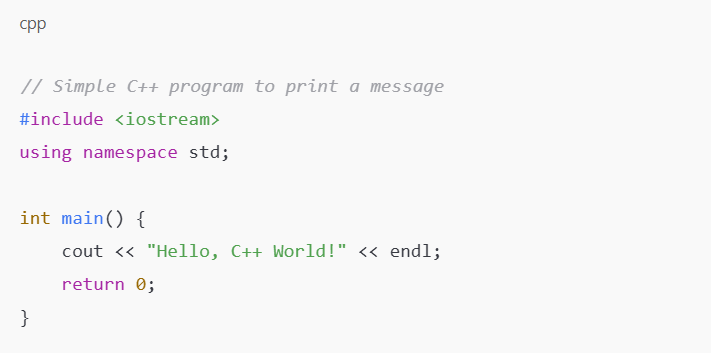 cpp
// Simple C++ program to print a message
#include <iostream>
using namespace std;
int main() {
    cout << "Hello, C++ World!" << endl;
    return 0;
}